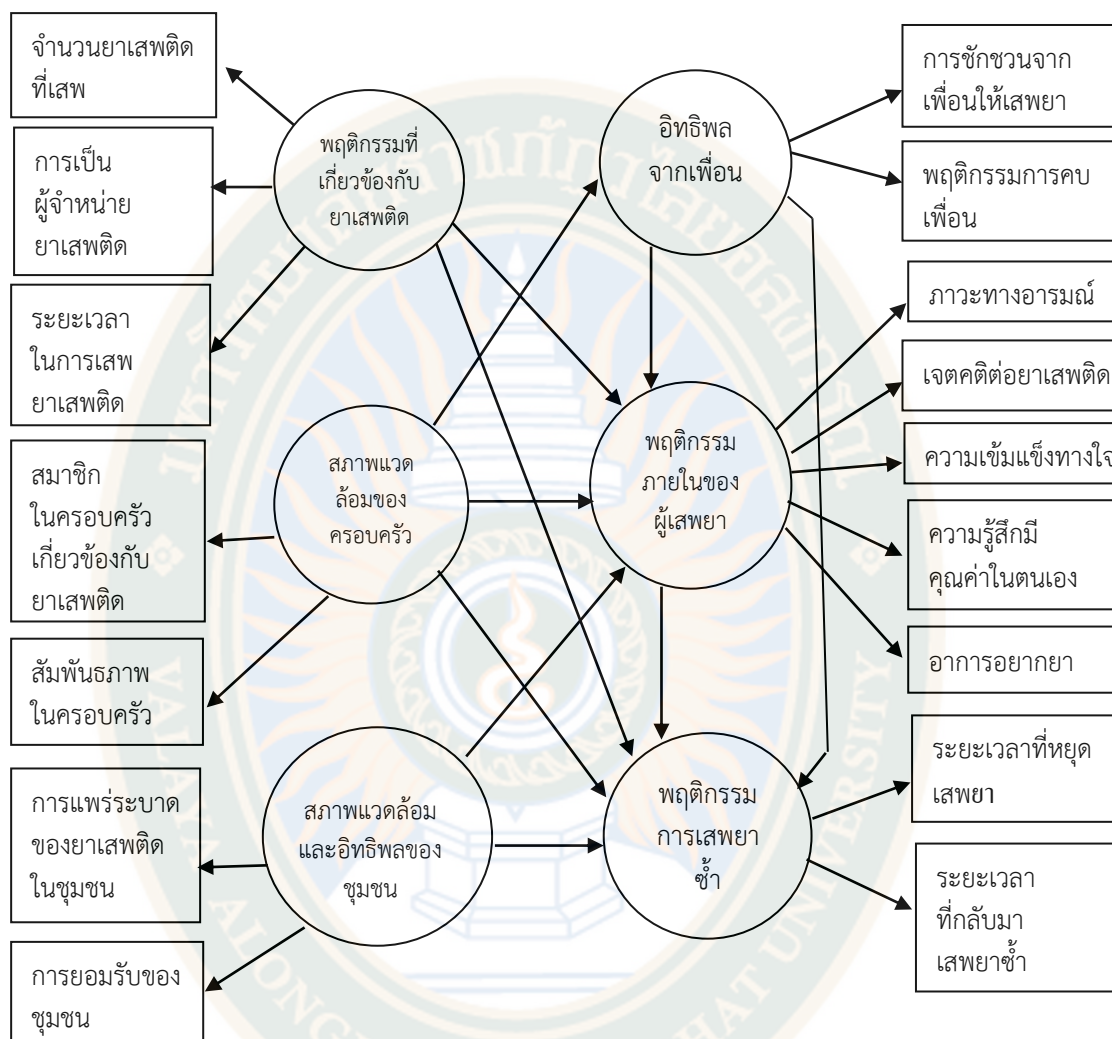 จำนวนยาเสพติด
ที่เสพ
การเป็น
ผู้จำหน่าย
ยาเสพติด
ระยะเวลา
ในการเสพ
ยาเสพติด
สมาชิก
ในครอบครัว
เกี่ยวข้องกับ
ยาเสพติด
สัมพันธภาพ
ในครอบครัว
การแพร่ระบาด
ของยาเสพติด
ในชุมชน
การยอมรับของ
ชุมชน
พฤติกรรมที่
เกี่ยวข้องกับ
ยาเสพติด
สภาพแวด
ล้อมของ
ครอบครัว
สภาพแวดล้อม
และอิทธิพลของ
ชุมชน
อิทธิพล
จากเพื่อน
พฤติกรรม
ภายในของ
ผู้เสพยา
พฤติกรรม
การเสพยา
ซ้ำ
การชักชวนจาก
เพื่อนให้เสพยา
พฤติกรรมการคบ
เพื่อน
ภาวะทางอารมณ์
เจตคติต่อยาเสพติด
ความเข้มแข็งทางใจ
ความรู้สึกมี
คุณค่าในตนเอง
อาการอยากยา
ระยะเวลาที่หยุด
เสพยา
ระยะเวลา
ที่กลับมา
เสพยาซ้ำ